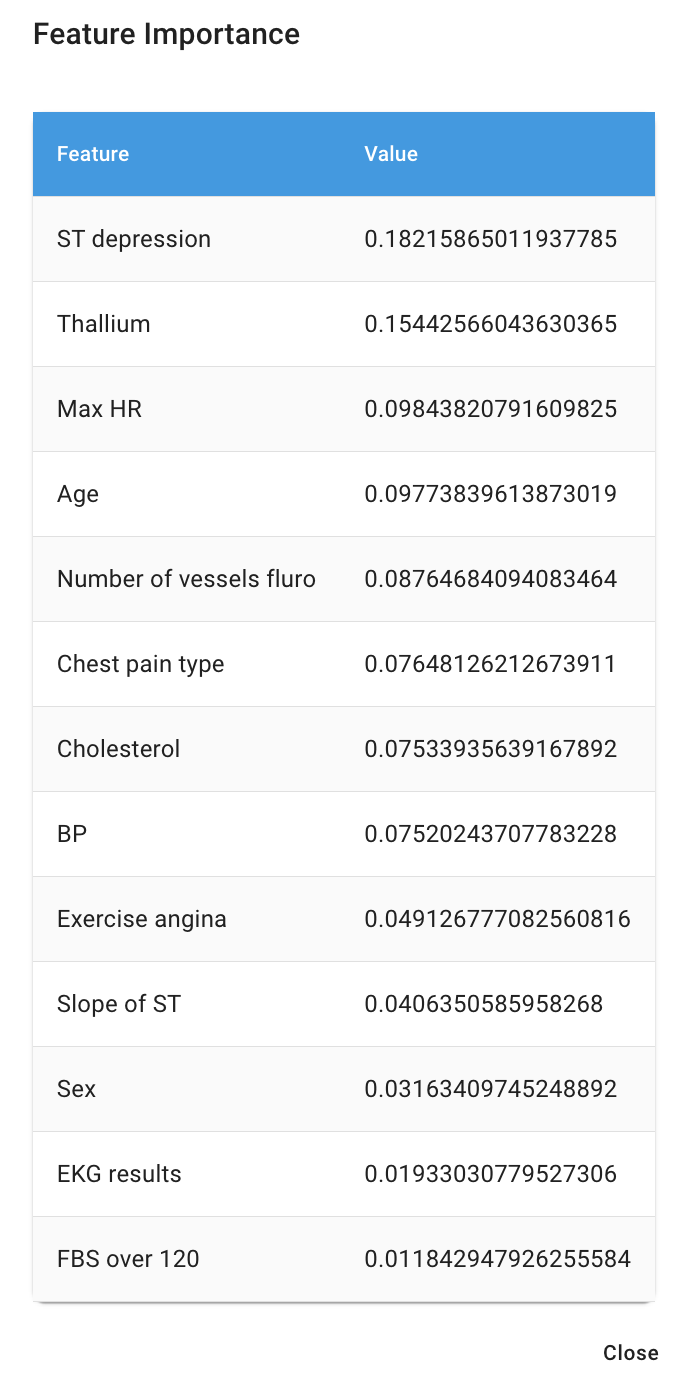 Feature Importance
Feature Value
ST depression 0.18215865011937785
Thallium 0.15442566043630365
Max HR 0.09843820791609825
Age 0.09773839613873019
Number of vessels fluro 0.08764684094083464
Chest pain type 0.07648126212673911
Cholesterol 0.07533935639167892
BP 0.07520243707783228
Exercise angina 0.049126777082560816
Slope of ST 0.0406350585958268
Sex 0.03163409745248892
EKG results 0.01933030779527306
FBS over 120 0.011842947926255584
Close